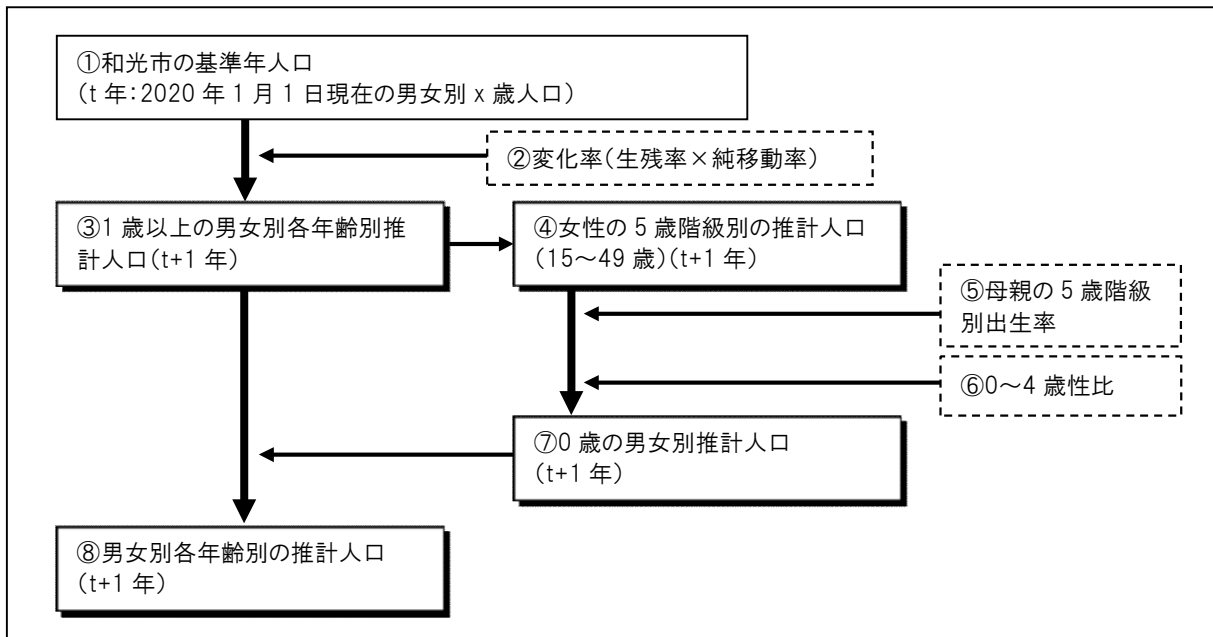 ①和光市の基準年人口
(t 年:2020 年 1 月 1 日現在の男女別 x 歳人口)
②変化率(生残率×純移動率)
③1 歳以上の男女別各年齢別推
計人口(t+1 年)
④女性の 5 歳階級別の推計人口
(15～49 歳)(t+1 年)
⑤母親の 5 歳階級
別出生率
⑥0～4 歳性比
⑦0 歳の男女別推計人口
(t+1 年)
⑧男女別各年齢別の推計人口
(t+1 年)